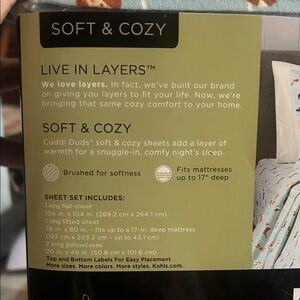 SOFT & COZY
LIVE IN LAYERS™
We love layers. In fact, we've built our brand
on giving you layers to fit your life. Now, we're
bringing that same cozy comfort to your home.
SOFT & COZY
Cuddl Duds® soft & cozy sheets add a layer of
warmth for a snuggle-in, comfy night's sleep.
Brushed for softness
Fits mattresses
up to 17" deep
SHEET SET INCLUDES:
1 king flat sheet
106 in. x 104 in. (269.2 cm x 264.1 cm)
1 king fitted sheet
76 in. x 80 in. – fits up to a 17-in. deep mattress
(193 cm x 203.2 cm – up to 43.1 cm)
2 king pillowcases
20 in. x 40 in. (50.8 cm x 101.6 cm)
Top and Bottom Labels For Easy Placement
More sizes. More colors. More styles. Kohls.com.